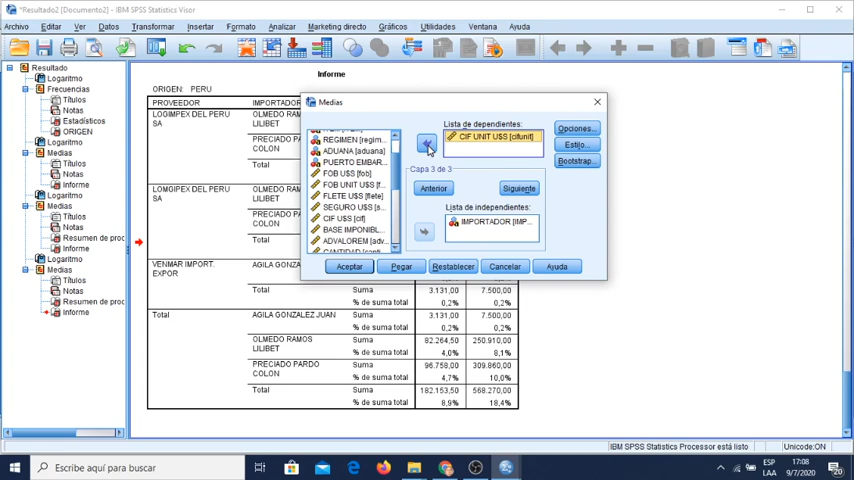 *Resultado2 [Documento2] - IBM SPSS Statistics Visor
Archivo Editar Ver Datos Transformar Insertar Formato Analizar Marketing directo Gráficos Utilidades Ventana Ayuda
Resultado
Logaritmo
Frecuencias
Títulos
Notas
Estadísticos
ORIGEN
Logaritmo
Medias
Títulos
Notas
Informe
Logaritmo
Medias
Títulos
Notas
Resumen de pro
Informe
Logaritmo
Medias
Títulos
Notas
Resumen de pro
Informe
Informe
ORIGEN: PERU
PROVEEDOR IMPORTADOR
LOGIMPEX DEL PERU SA
OLMEDO RAMOS LILIBET
PRECIADO PARDO COLON
Total
LOMGIPEX DEL PERU SA
OLMEDO RAMOS LILIBET
PRECIADO PARDO COLON
Total
VENMAR IMPORT. EXPOR
AGILA GONZA
Total Suma 3.131,00 7.500,00
% de suma total 0,2% 0,2%
Total AGILA GONZALEZ JUAN Suma 3.131,00 7.500,00
% de suma total 0,2% 0,2%
OLMEDO RAMOS LILIBET Suma 82.264,50 250.910,00
% de suma total 4,0% 8,1%
PRECIADO PARDO COLON Suma 96.758,00 309.860,00
% de suma total 4,7% 10,0%
Total Suma 182.153,50 568.270,00
% de suma total 8,9% 18,4%
Medias
REGIMEN [regim...
ADUANA [aduana]
PUERTO EMBAR...
FOB U$S [fob]
FOB UNIT U$S [f...
FLETE U$S [flete]
SEGURO U$S [s...
CIF U$S [cif]
BASE IMPONIBL...
ADVALOREM [adv...
Lista de dependientes:
CIF UNIT U$S [cifunit]
Capa 3 de 3
Anterior Siguiente
Lista de independientes:
IMPORTADOR [IMP...
Opciones...
Estilo...
Bootstrap...
Aceptar Pegar Restablecer Cancelar Ayuda
IBM SPSS Statistics Processor está listo Unicode:ON
Escribe aquí para buscar
ESP
LAA
17:08
9/7/2020
20